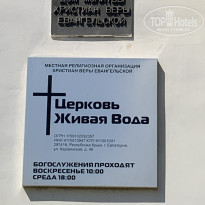 ТopHotels
ХРИСТИАН ВЕРЫ
ЕВАНГЕЛЬСКОЙ
МЕСТНАЯ РЕЛИГИОЗНАЯ ОРГАНИЗАЦИЯ
ХРИСТИАН ВЕРЫ ЕВАНГЕЛЬСКОЙ
Церковь
Живая Вода
БОГОСЛУЖЕНИЯ ПРОХОДЯТ
ВОСКРЕСЕНЬЕ 10:00
СРЕДА 18:00